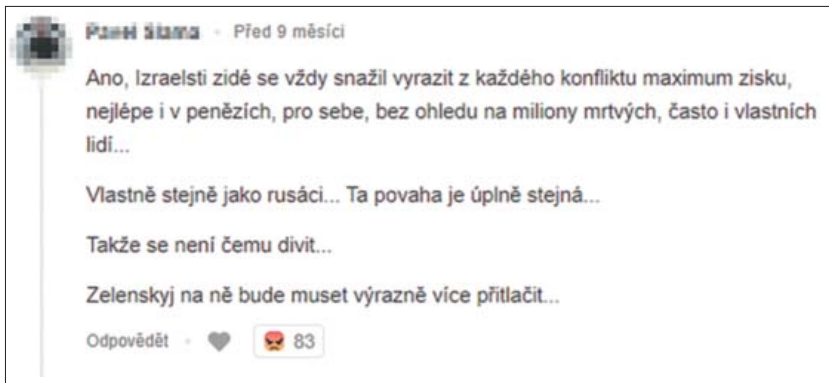 Před 9 měsíci
Ano, Izraelsti zidé se vždy snažil vyrazit z každého konfliktu maximum zisku,
nejlépe i v penězích, pro sebe, bez ohledu na miliony mrtvých, často i vlastních
lidí...
Vlastně stejně jako rusáci... Ta povaha je úplně stejná...
Takže se není čemu divit...
Zelenskyj na ně bude muset výrazně více přitlačit...
Odpovědět 83